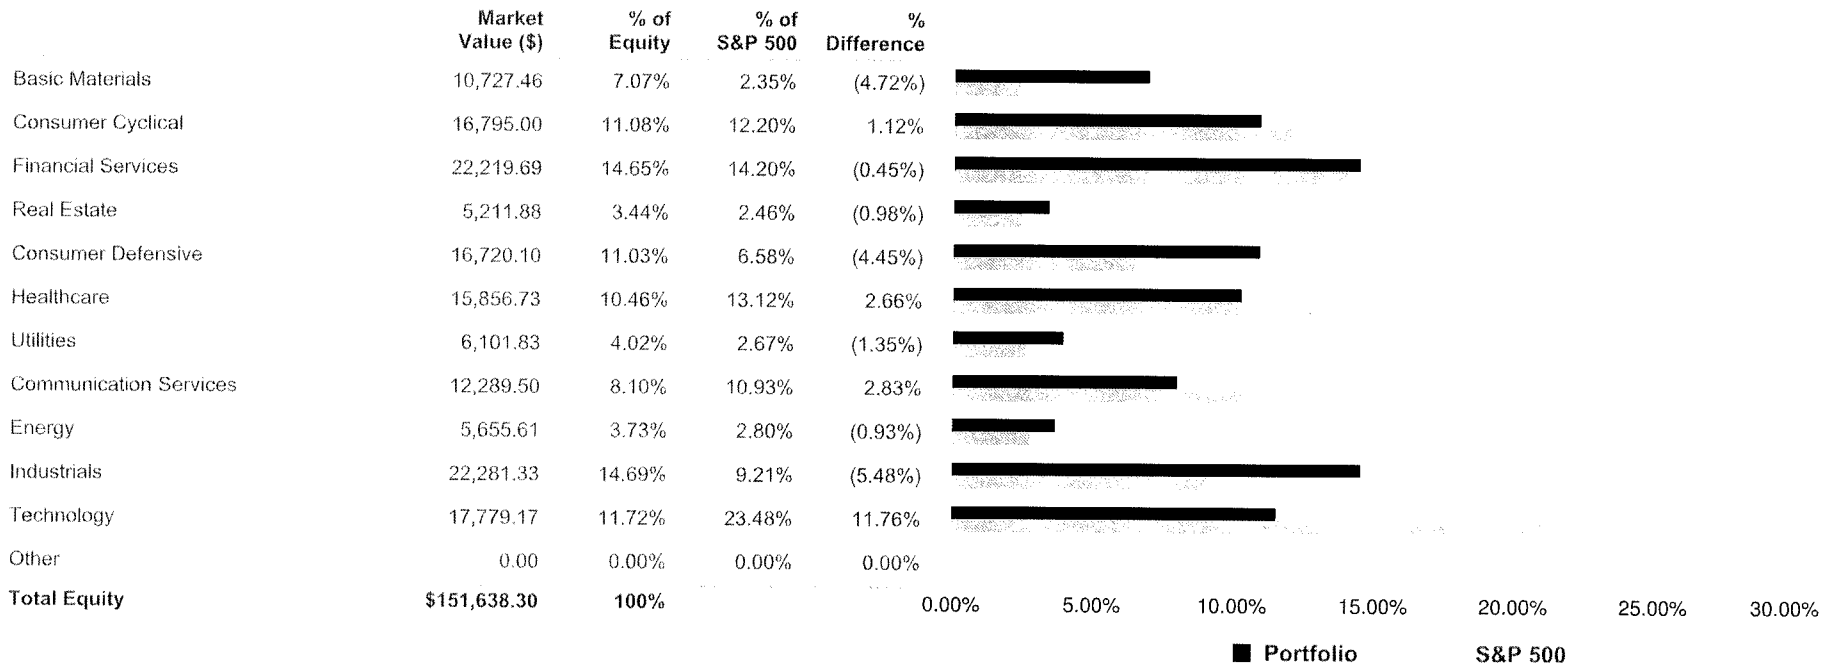 Market % of % of %
Value ($) Equity S&P 500 Difference
Basic Materials 10,727.46 7.07% 2.35% (4.72%)
Consumer Cyclical 16,795.00 11.08% 12.20% 1.12%
Financial Services 22,219.69 14.65% 14.20% (0.45%)
Real Estate 5,211.88 3.44% 2.46% (0.98%)
Consumer Defensive 16,720.10 11.03% 6.58% (4.45%)
Healthcare 15,856.73 10.46% 13.12% 2.66%
Utilities 6,101.83 4.02% 2.67% (1.35%)
Communication Services 12,289.50 8.10% 10.93% 2.83%
Energy 5,655.61 3.73% 2.80% (0.93%)
Industrials 22,281.33 14.69% 9.21% (5.48%)
Technology 17,779.17 11.72% 23.48% 11.76%
Other 0.00 0.00% 0.00% 0.00%
Total Equity $151,638.30 100%
0.00% 5.00% 10.00% 15.00% 20.00% 25.00% 30.00%
Portfolio S&P 500